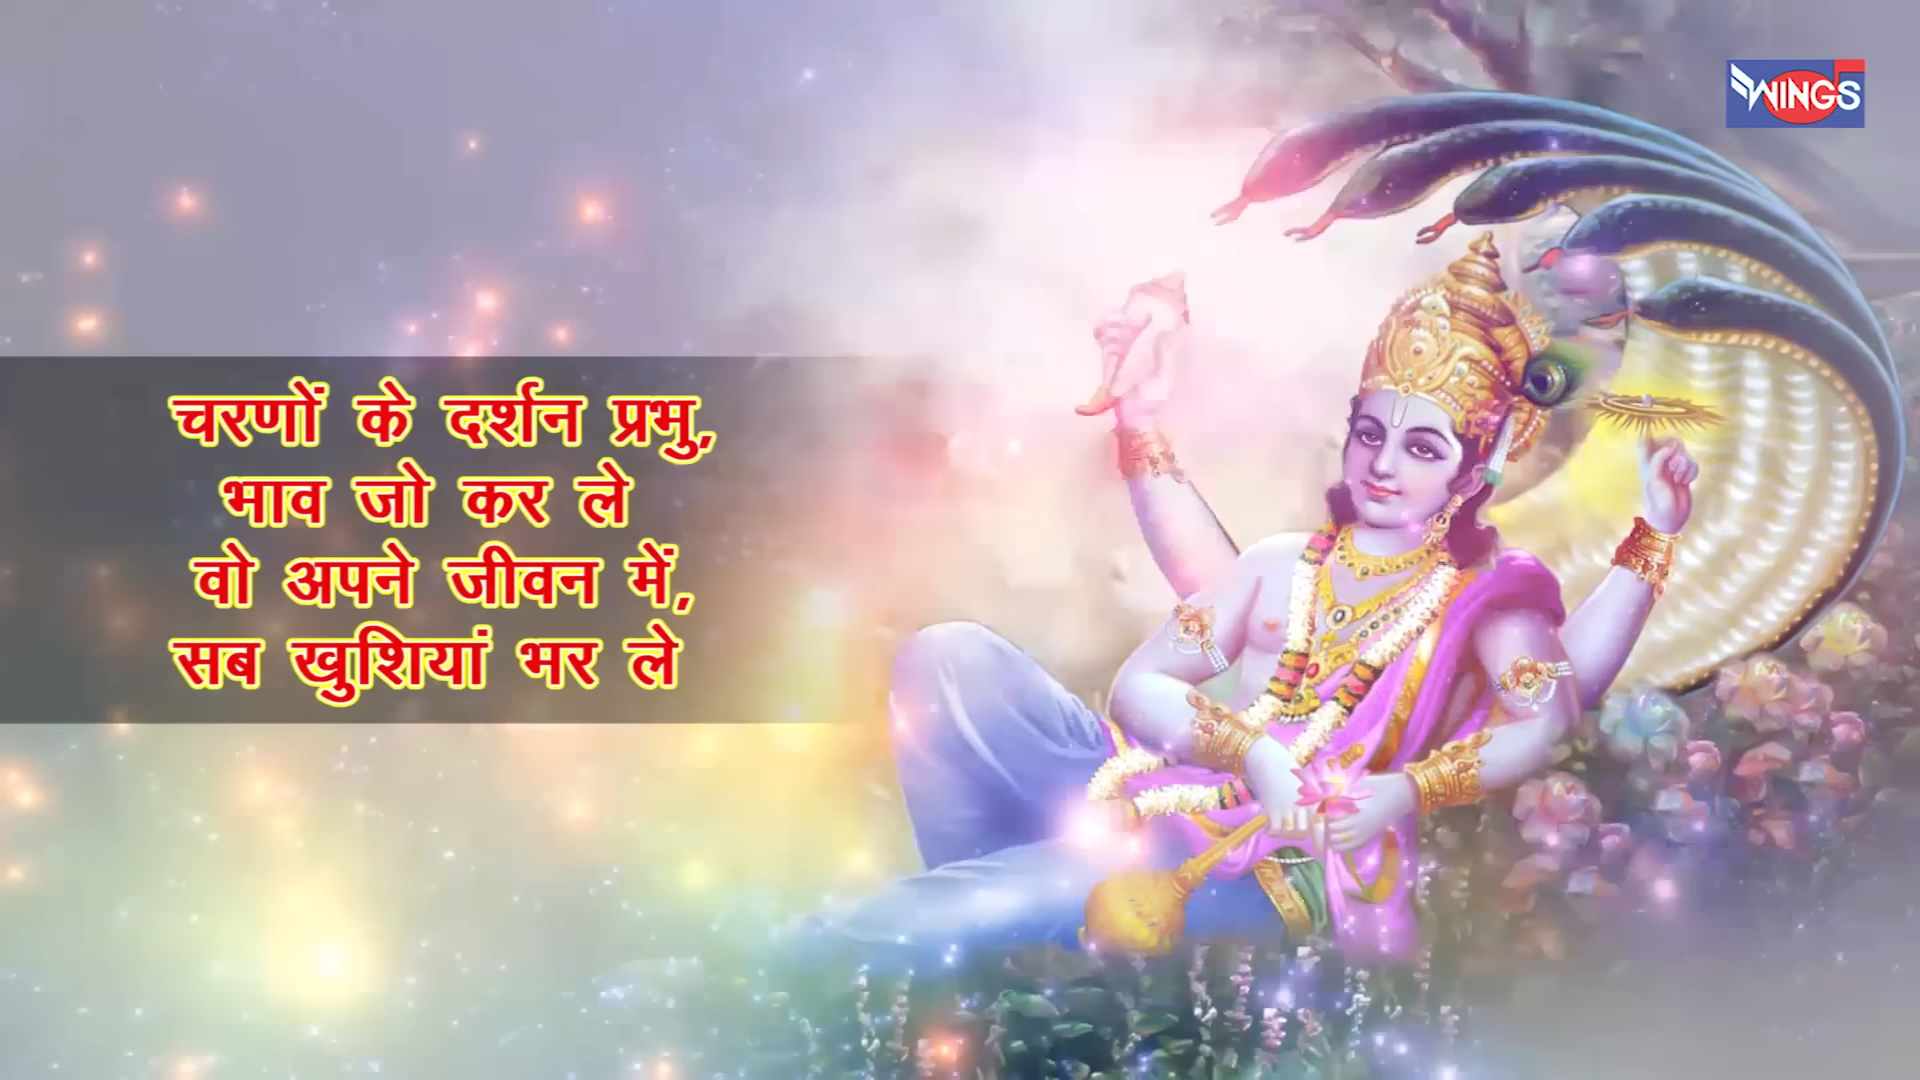 WINGS
चरणों के दर्शन प्रभु,
भाव जो कर ले
वो अपने जीवन में,
सब खुशियां भर ले